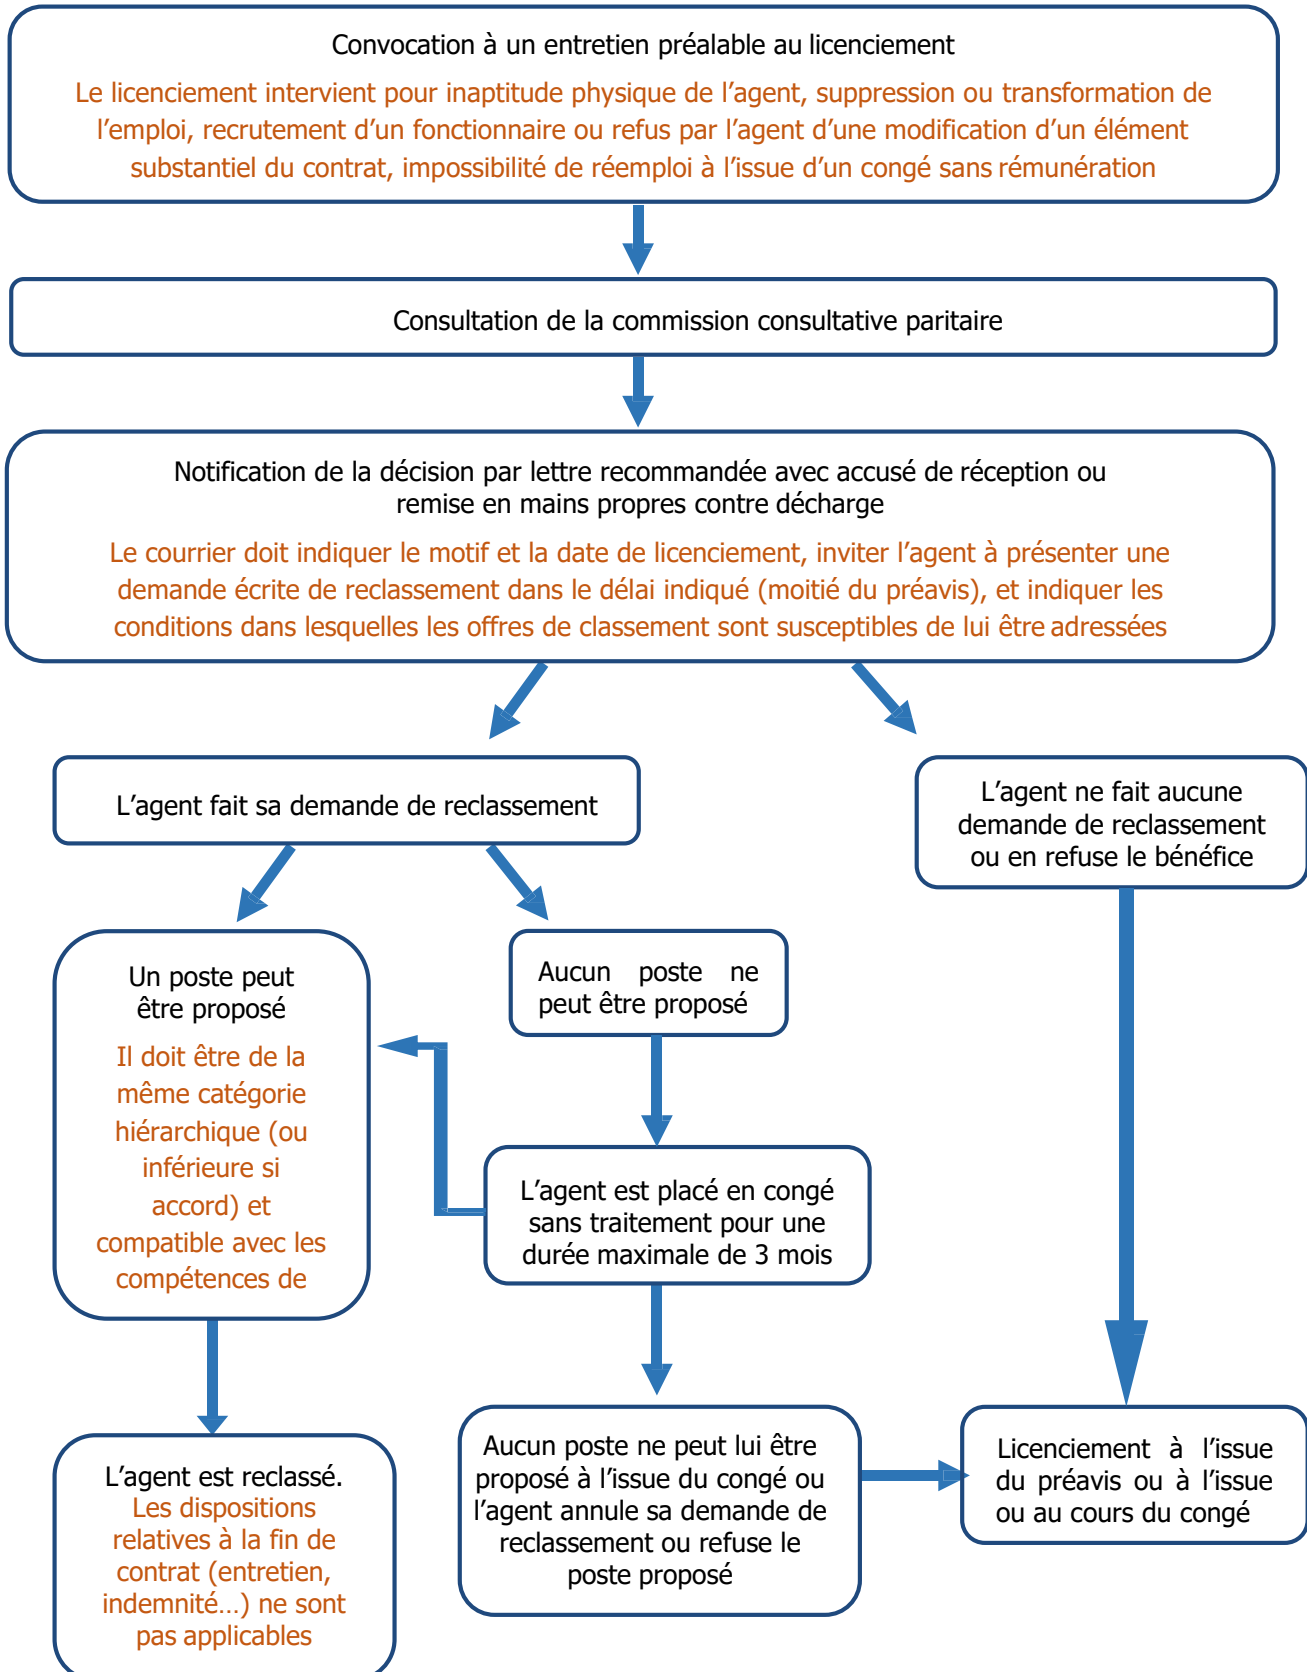 Convocation à un entretien préalable au licenciement
Le licenciement intervient pour inaptitude physique de l’agent, suppression ou transformation de
l’emploi, recrutement d’un fonctionnaire ou refus par l’agent d’une modification d’un élément
substantiel du contrat, impossibilité de réemploi à l’issue d’un congé sans rémunération
Consultation de la commission consultative paritaire
Notification de la décision par lettre recommandée avec accusé de réception ou
remise en mains propres contre décharge
Le courrier doit indiquer le motif et la date de licenciement, inviter l’agent à présenter une
demande écrite de reclassement dans le délai indiqué (moitié du préavis), et indiquer les
conditions dans lesquelles les offres de classement sont susceptibles de lui être adressées
L’agent fait sa demande de reclassement
L’agent ne fait aucune
demande de reclassement
ou en refuse le bénéfice
Un poste peut
être proposé
Il doit être de la
même catégorie
hiérarchique (ou
inférieure si
accord) et
compatible avec les
compétences de
Aucun poste ne
peut être proposé
L’agent est placé en congé
sans traitement pour une
durée maximale de 3 mois
L’agent est reclassé.
Les dispositions
relatives à la fin de
contrat (entretien,
indemnité…) ne sont
pas applicables
Aucun poste ne peut lui être
proposé à l’issue du congé ou
l’agent annule sa demande de
reclassement ou refuse le
poste proposé
Licenciement à l’issue
du préavis ou à l’issue
ou au cours du congé